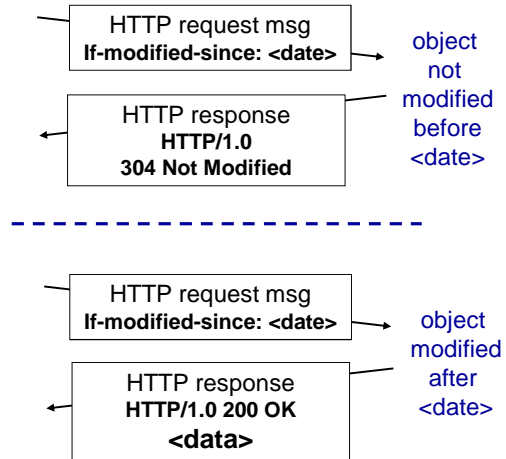 HTTP request msg
If-modified-since: <date>
object
not
modified
before
<date>
HTTP response
HTTP/1.0
304 Not Modified
HTTP request msg
If-modified-since: <date>
object
modified
after
<date>
HTTP response
HTTP/1.0 200 OK
<data>